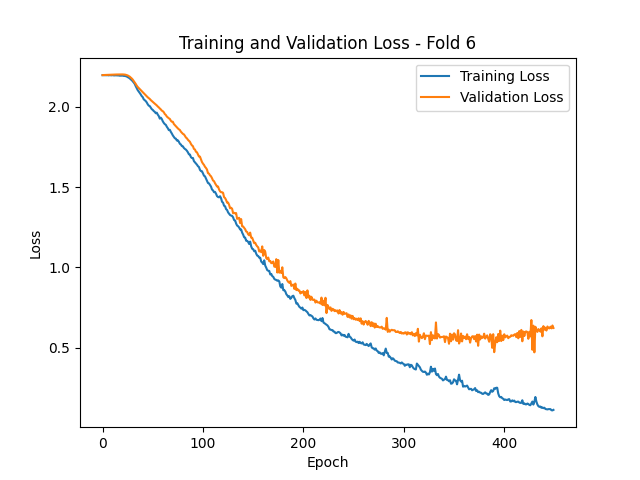 Training and Validation Loss - Fold 6
Training Loss
Validation Loss
Loss
2.0
1.5
1.0
0.5
0
100
200
300
400
Epoch